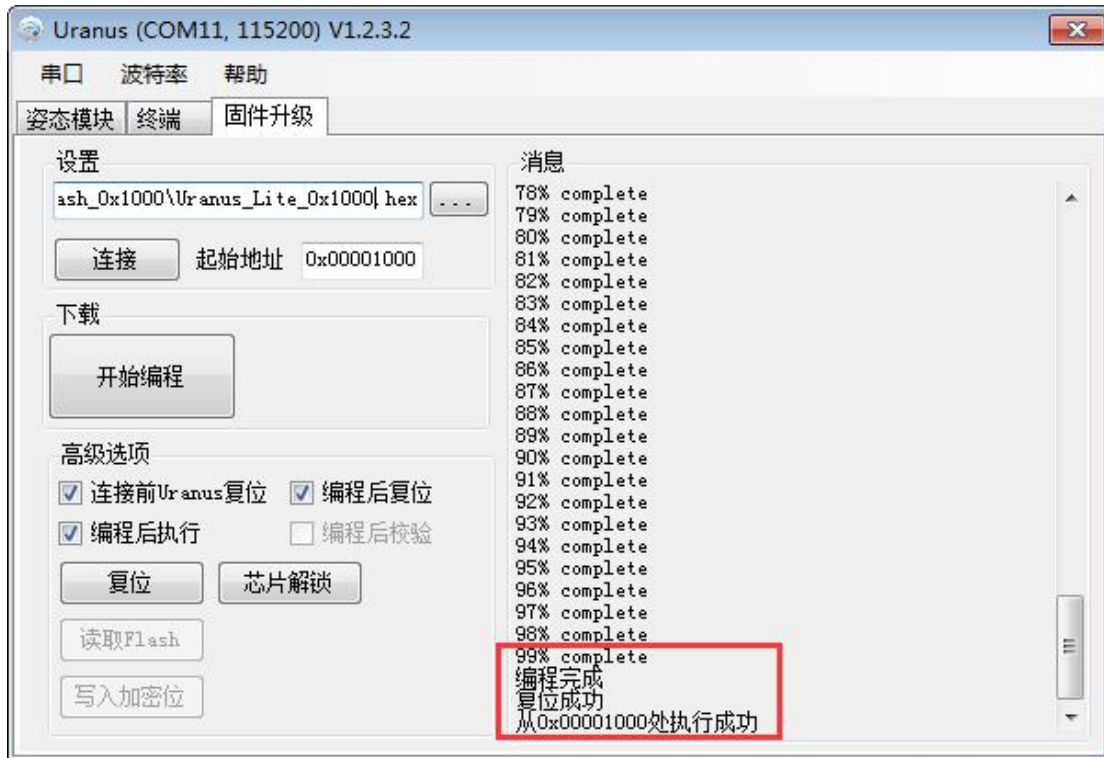 Uranus (COM11, 115200) V1.2.3.2
串口 波特率 帮助
姿态模块 终端 固件升级
设置
ash_0x1000\Uranus_Lite_0x1000.hex ...
连接 起始地址 0x00001000
下载
开始编程
高级选项
连接前Uranus复位 编程后复位
编程后执行 编程后校验
复位 芯片解锁
读取Flash
写入加密位
消息
78% complete
79% complete
80% complete
81% complete
82% complete
83% complete
84% complete
85% complete
86% complete
87% complete
88% complete
89% complete
90% complete
91% complete
92% complete
93% complete
94% complete
95% complete
96% complete
97% complete
98% complete
99% complete
编程完成
复位成功
从0x00001000处执行成功